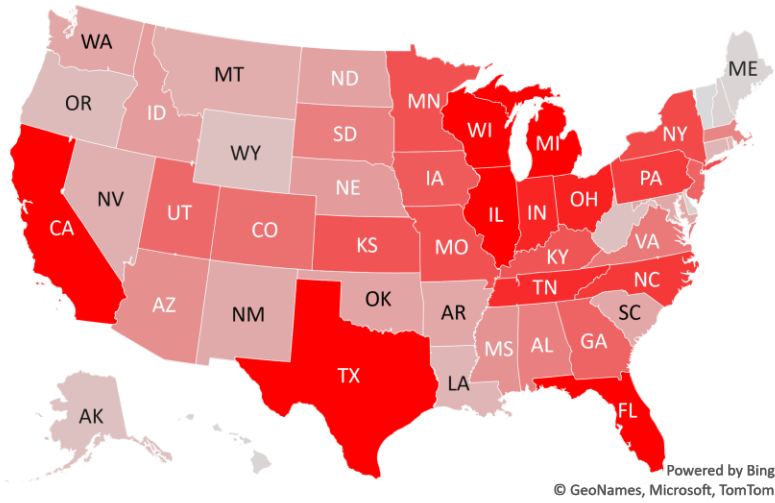 WA
MT
ND
MN
ME
OR
ID
SD
WI
MI
NY
WY
IA
PA
NV
NE
IL
IN
OH
CA
UT
CO
KS
MO
KY
VA
AZ
NM
OK
AR
TN
NC
SC
MS
AL
GA
TX
LA
AK
FL
Powered by Bing
© GeoNames, Microsoft, TomTom